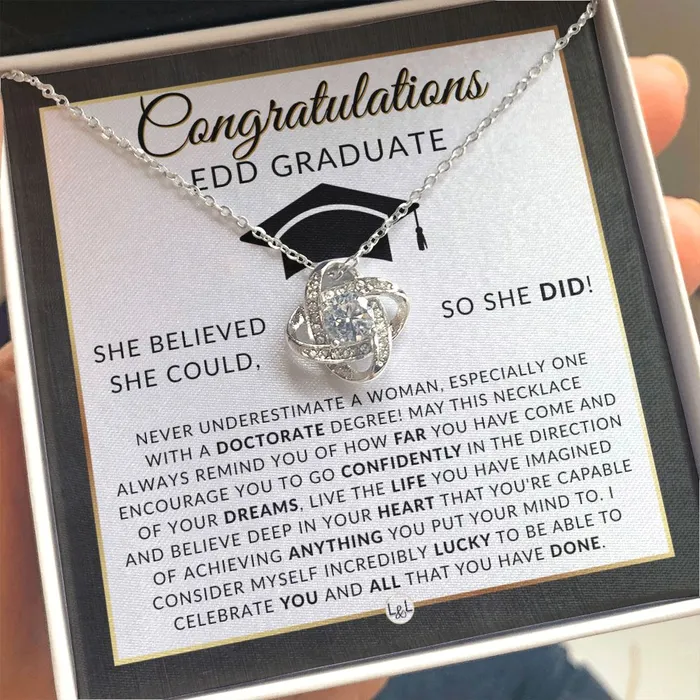 Congratulations
EDD GRADUATE
SHE BELIEVED
SHE COULD,
SO SHE DID!
NEVER UNDERESTIMATE A WOMAN, ESPECIALLY ONE
WITH A DOCTORATE DEGREE! MAY THIS NECKLACE
ALWAYS REMIND YOU OF HOW FAR YOU HAVE COME AND
ENCOURAGE YOU TO GO CONFIDENTLY IN THE DIRECTION
OF YOUR DREAMS, LIVE THE LIFE YOU HAVE IMAGINED
AND BELIEVE DEEP IN YOUR HEART THAT YOU'RE CAPABLE
OF ACHIEVING ANYTHING YOU PUT YOUR MIND TO. I
CONSIDER MYSELF INCREDIBLY LUCKY TO BE ABLE TO
CELEBRATE YOU AND ALL THAT YOU HAVE DONE.
L&L